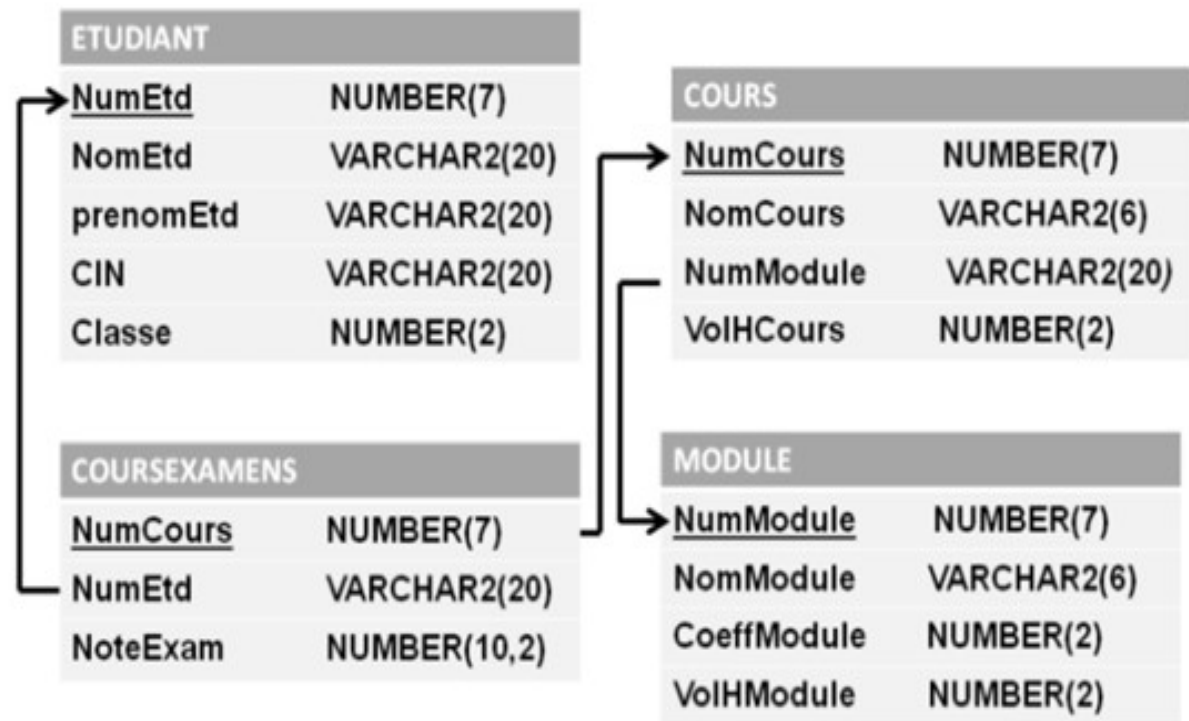 ETUDIANT
NumEtd NUMBER(7)
NomEtd VARCHAR2(20)
prenomEtd VARCHAR2(20)
CIN VARCHAR2(20)
Classe NUMBER(2)
COURS
NumCours NUMBER(7)
NomCours VARCHAR2(6)
NumModule VARCHAR2(20)
VolHCours NUMBER(2)
COURSEXAMENS
NumCours NUMBER(7)
NumEtd VARCHAR2(20)
NoteExam NUMBER(10,2)
MODULE
NumModule NUMBER(7)
NomModule VARCHAR2(6)
CoeffModule NUMBER(2)
VolHModule NUMBER(2)